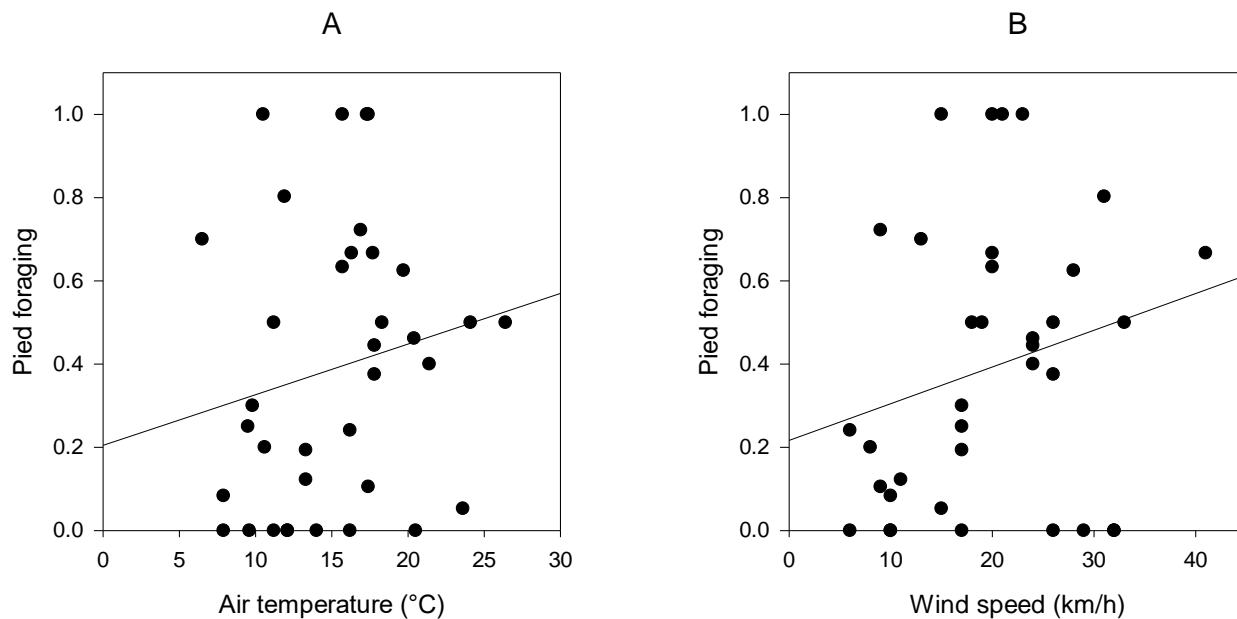 A
B
Pied foraging
1.0
0.8
0.6
0.4
0.2
0.0
0 5 10 15 20 25 30
Air temperature (°C)
Pied foraging
1.0
0.8
0.6
0.4
0.2
0.0
0 10 20 30 40
Wind speed (km/h)